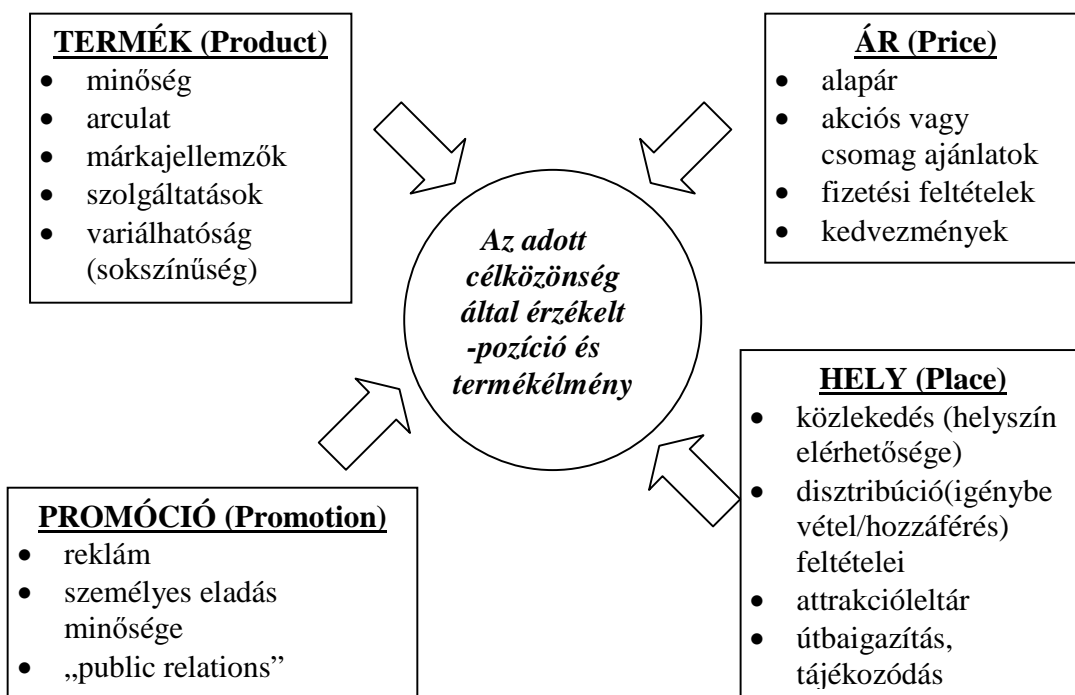 TERMÉK (Product)
• minőség
• arculat
• márkajellemzők
• szolgáltatások
• variálhatóság
(sokszínűség)
ÁR (Price)
• alapár
• akciós vagy
csomag ajánlatok
• fizetési feltételek
• kedvezmények
Az adott
célközönség
által érzékelt
-pozíció és
termékélmény
PROMÓCIÓ (Promotion)
• reklám
• személyes eladás
minősége
• „public relations”
HELY (Place)
• közlekedés (helyszín
elérhetősége)
• disztribúció(igénybe
vétel/hozzáférés)
feltételei
• attrakcióleltár
• útbaigazítás,
tájékozódás